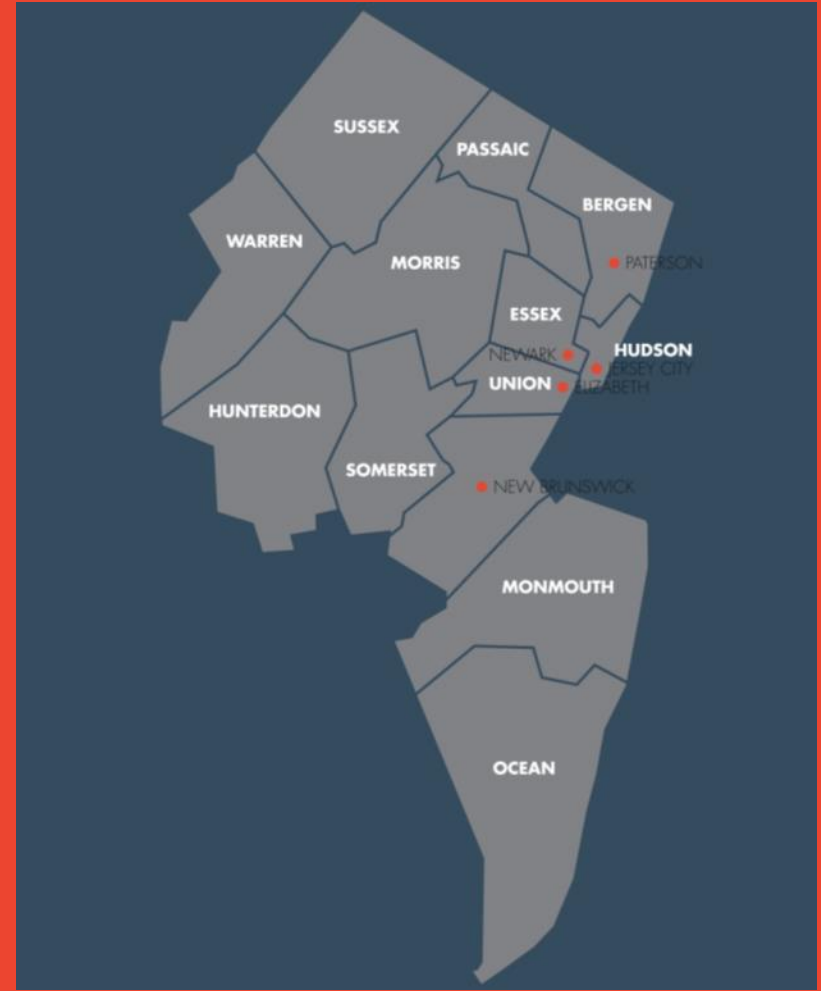 SUSSEX
PASSAIC
BERGEN
WARREN
MORRIS
PATERSON
ESSEX
HUDSON
NEWARK
JERSEY CITY
UNION
ELIZABETH
HUNTERDON
SOMERSET
NEW BRUNSWICK
MONMOUTH
OCEAN